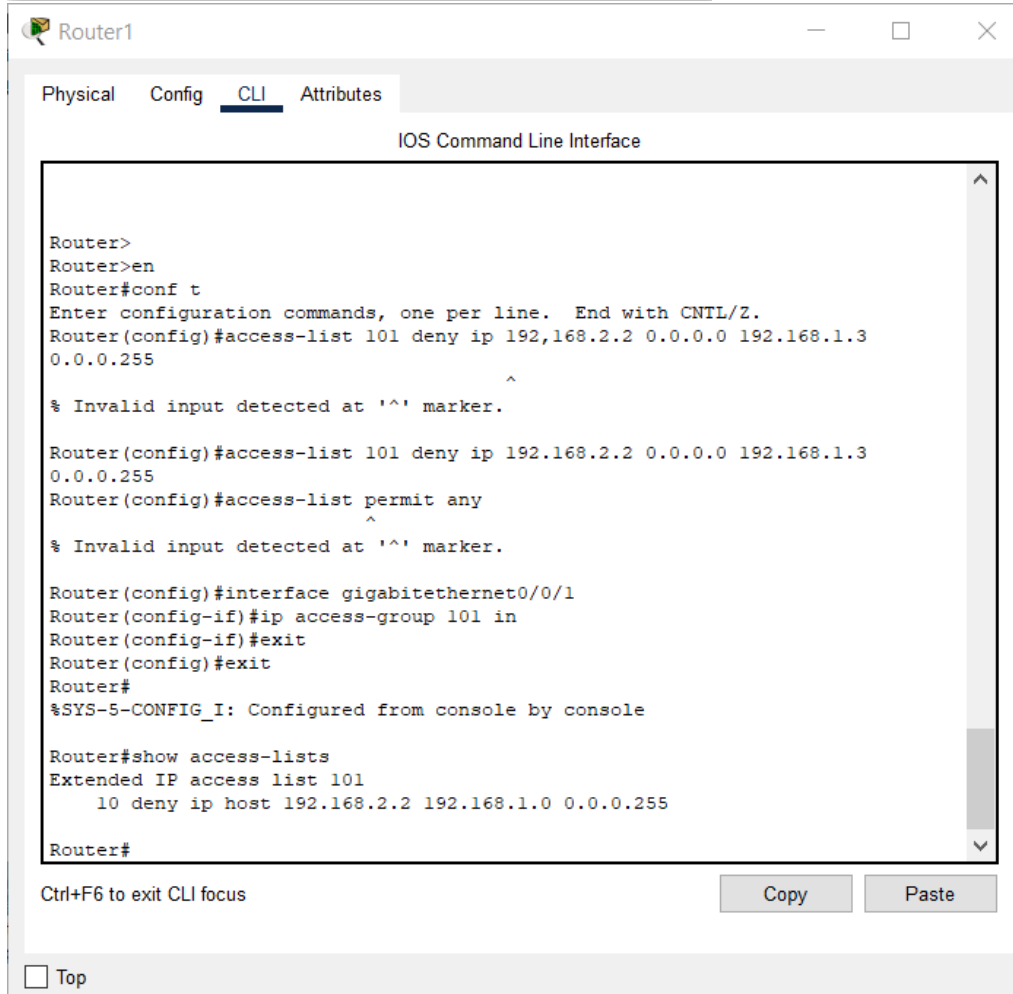 Router1
Physical Config CLI Attributes
IOS Command Line Interface
Router>
Router>en
Router#conf t
Enter configuration commands, one per line.  End with CNTL/Z.
Router(config)#access-list 101 deny ip 192,168.2.2 0.0.0.0 192.168.1.3
0.0.0.255
^
% Invalid input detected at '^' marker.
Router(config)#access-list 101 deny ip 192.168.2.2 0.0.0.0 192.168.1.3
0.0.0.255
Router(config)#access-list permit any
^
% Invalid input detected at '^' marker.
Router(config)#interface gigabitethernet0/0/1
Router(config-if)#ip access-group 101 in
Router(config-if)#exit
Router(config)#exit
Router#
%SYS-5-CONFIG_I: Configured from console by console
Router#show access-lists
Extended IP access list 101
    10 deny ip host 192.168.2.2 192.168.1.0 0.0.0.255
Router#
Ctrl+F6 to exit CLI focus Copy Paste
Top